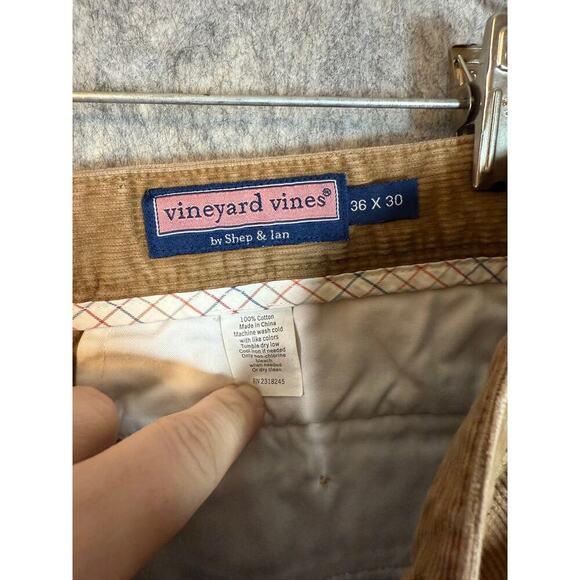 vineyard vines®
by Shep & Ian
36 X 30
100% Cotton
Made in China
Machine wash cold
with like colors
Tumble dry low
Cool iron if needed
Only non-chlorine
bleach
when needed
Or dry clean
RN 2318245